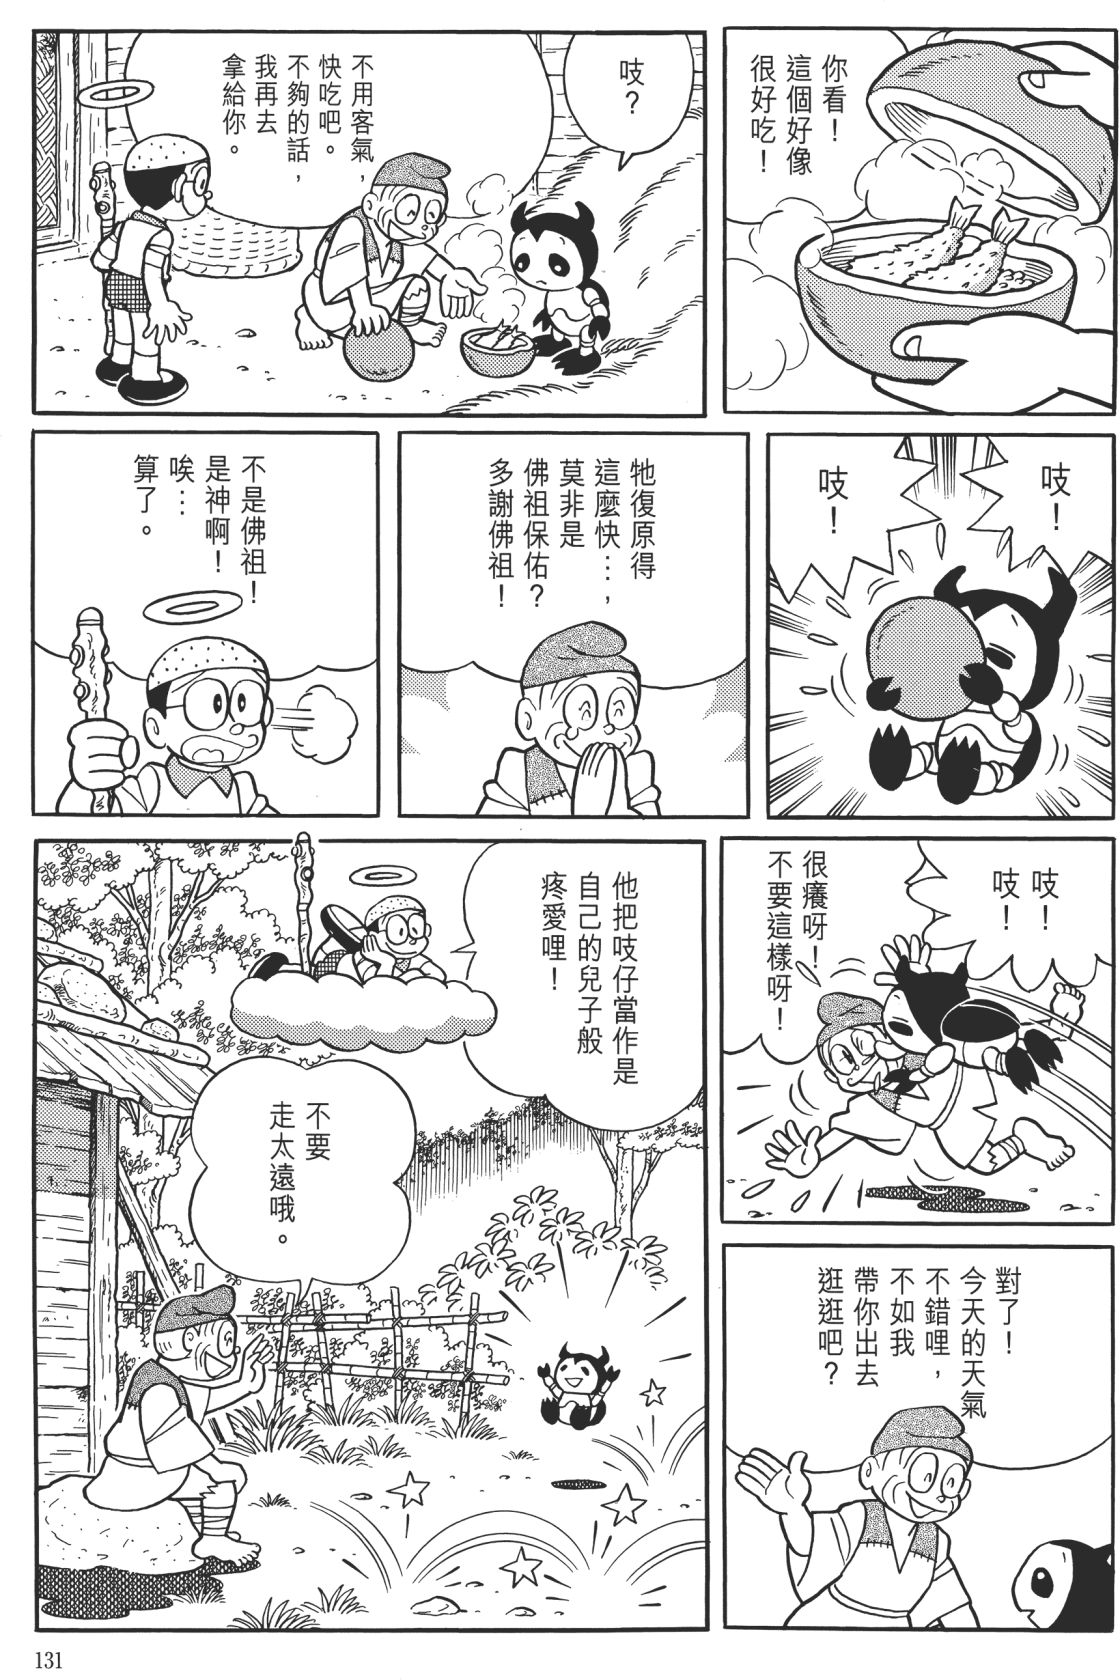 你看！
這個好像
很好吃！
吱？
不用客氣，
快吃吧。
不夠的話，
我再去
拿給你。
吱！
吱！
牠復原得
這麼快…，
莫非是
佛祖保佑？
多謝佛祖！
不是佛祖！
是神啊！
唉…
算了。
吱！
吱！
很癢呀！
不要這樣呀！
對了！
今天的天氣
不錯哩，
不如我
帶你出去
逛逛吧？
他把吱仔當作是
自己的兒子般
疼愛哩！
不要
走太遠哦。
131